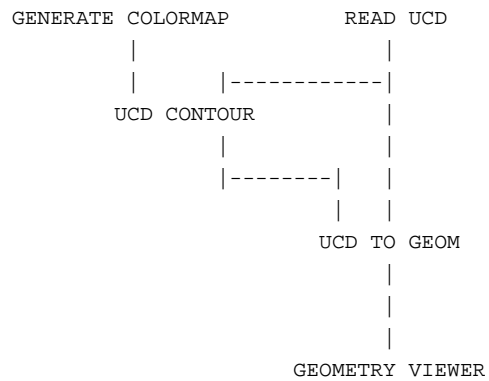 GENERATE COLORMAP READ UCD
UCD CONTOUR
UCD TO GEOM
GEOMETRY VIEWER